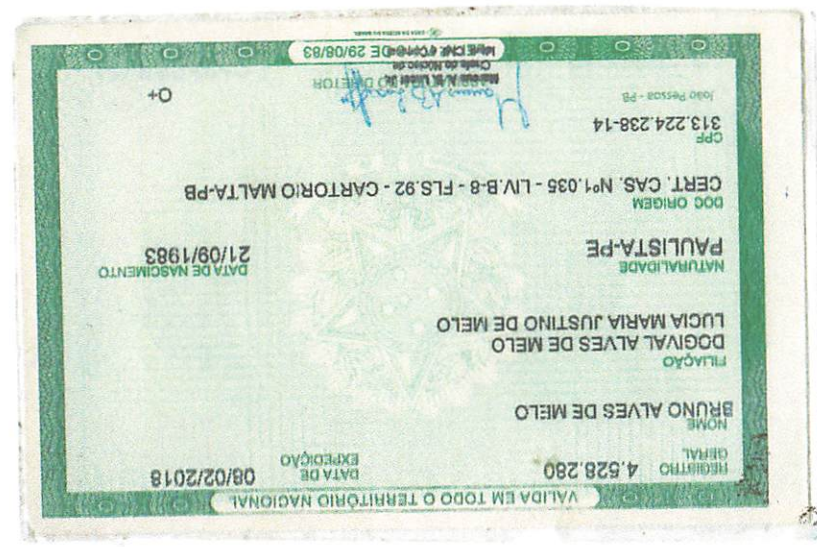 VÁLIDA EM TODO O TERRITÓRIO NACIONAL
REGISTRO GERAL 4.528.280 DATA DE EXPEDIÇÃO 08/02/2018
NOME
BRUNO ALVES DE MELO
FILIAÇÃO
DOGIVAL ALVES DE MELO
LUCIA MARIA JUSTINO DE MELO
NATURALIDADE DATA DE NASCIMENTO
PAULISTA-PE 21/09/1983
DOC ORIGEM
CERT. CAS. Nº1.035 - LIV.B-8 - FLS.92 - CARTORIO MALTA-PB
CPF
313.224.238-14
João Pessoa - PB O+
DIRETOR
DE 29/08/83